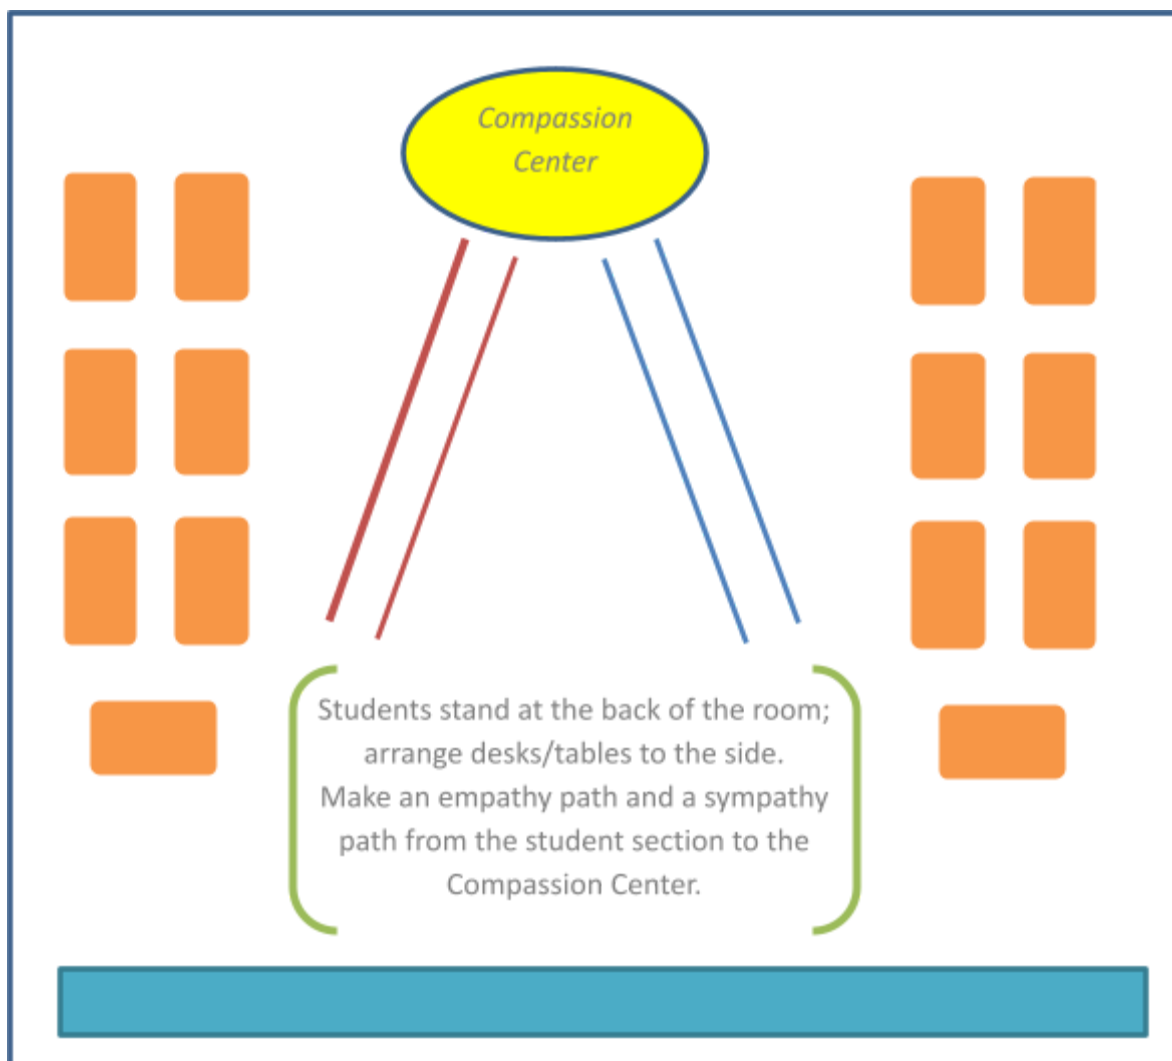 Compassion
Center
Students stand at the back of the room;
arrange desks/tables to the side.
Make an empathy path and a sympathy
path from the student section to the
Compassion Center.